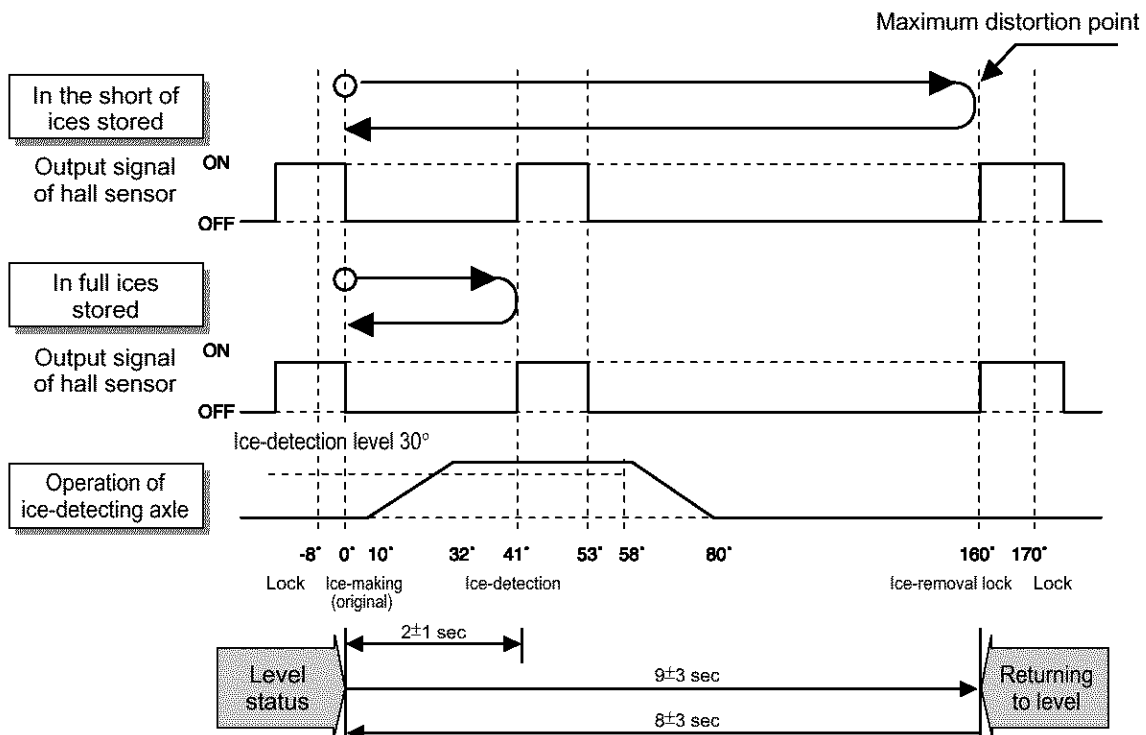 Maximum distortion point
In the short of
ices stored
Output signal
of hall sensor
ON
OFF
In full ices
stored
Output signal
of hall sensor
ON
OFF
Ice-detection level 30°
Operation of
ice-detecting axle
-8° 0° 10° 32° 41° 53° 58° 80° 160° 170°
Lock Ice-making Ice-detection Ice-removal lock Lock
(original)
2±1 sec
Level
status
9±3 sec
Returning
to level
8±3 sec